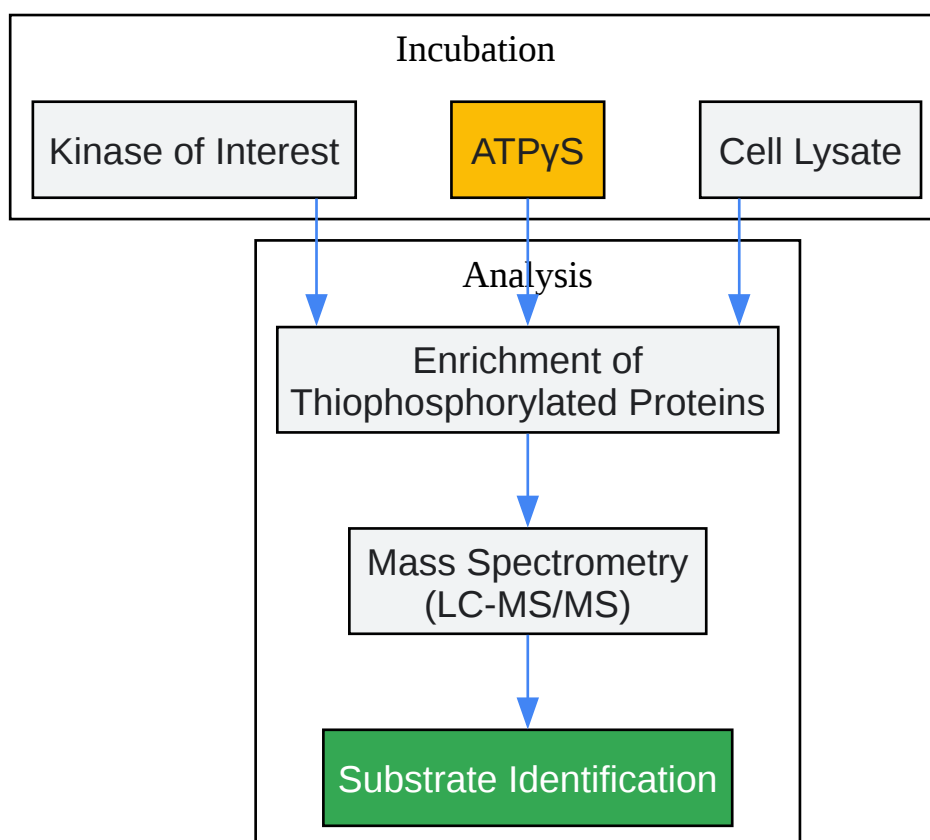 Incubation
Kinase of Interest
ATPγS
Cell Lysate
Analysis
Enrichment of
Thiophosphorylated Proteins
Mass Spectrometry
(LC-MS/MS)
Substrate Identification